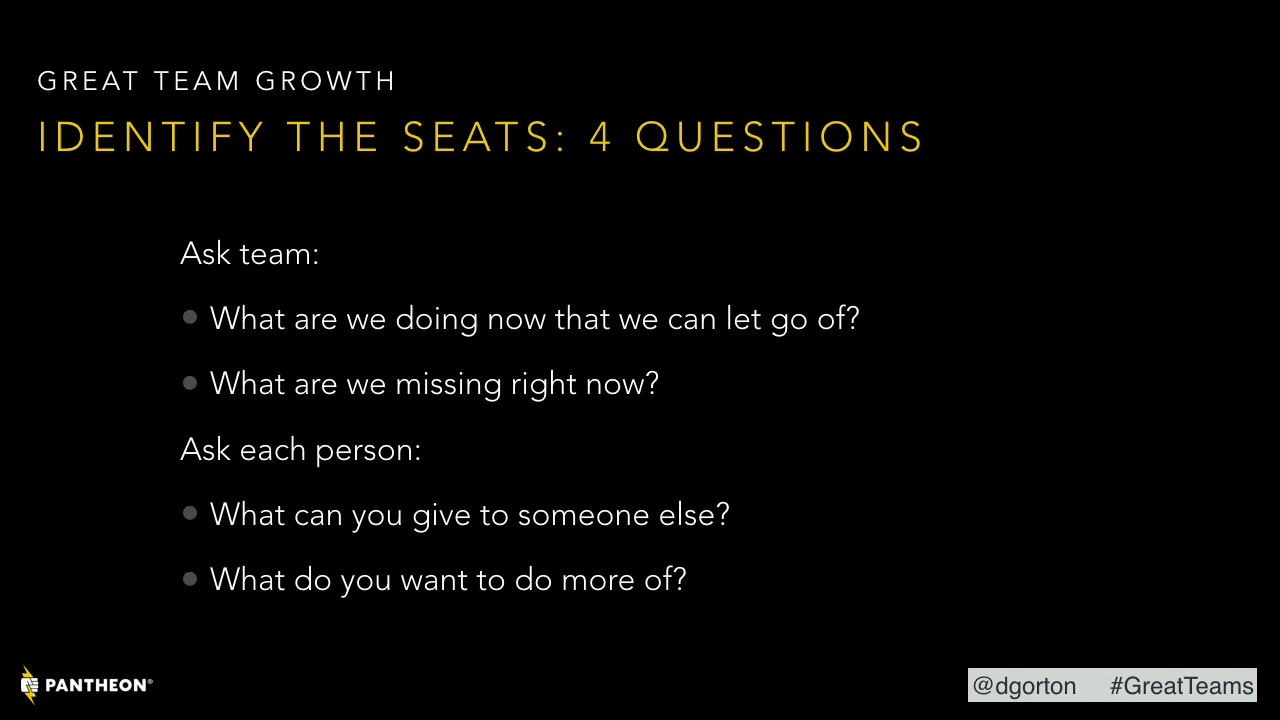 GREAT TEAM GROWTH
IDENTIFY THE SEATS: 4 QUESTIONS
Ask team:
• What are we doing now that we can let go of?
• What are we missing right now?
Ask each person:
• What can you give to someone else?
• What do you want to do more of?
PANTHEON®
@dgorton #GreatTeams